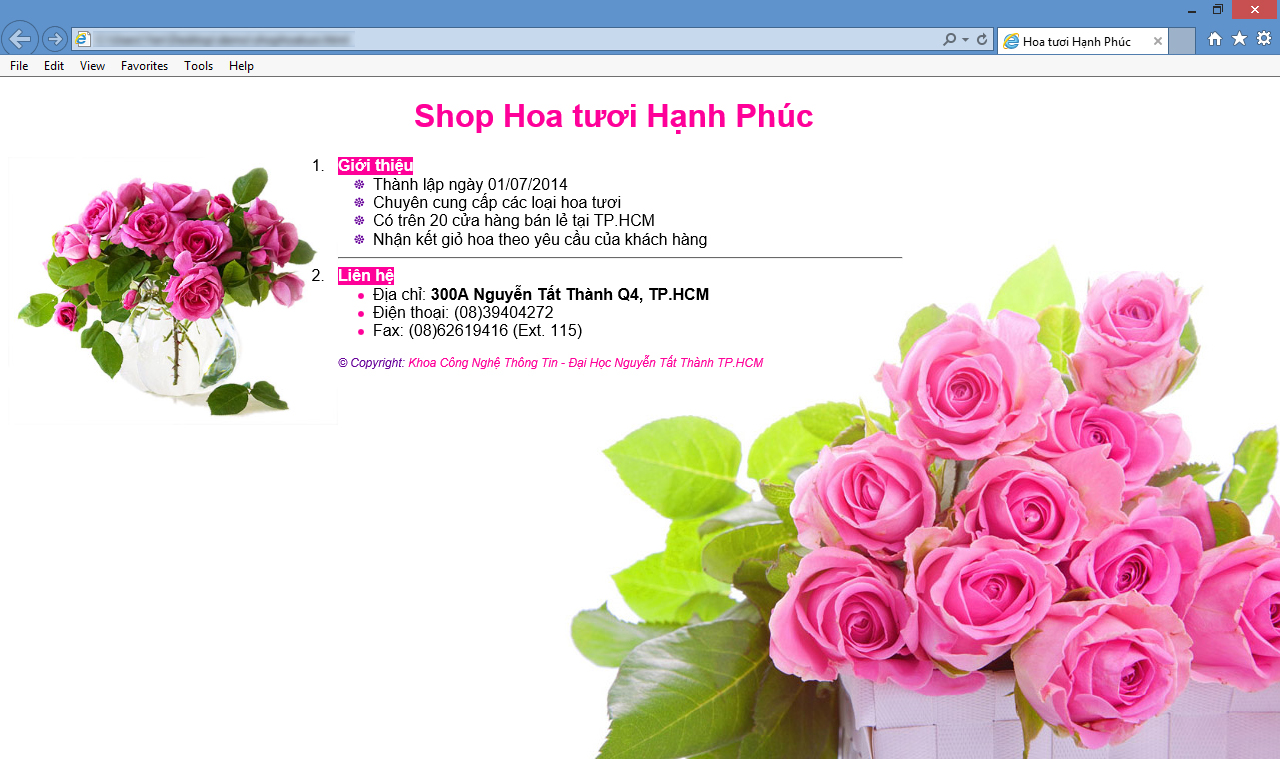 Hoa tươi Hạnh Phúc
File Edit View Favorites Tools Help
Shop Hoa tươi Hạnh Phúc
1. Giới thiệu
Thành lập ngày 01/07/2014
Chuyên cung cấp các loại hoa tươi
Có trên 20 cửa hàng bán lẻ tại TP.HCM
Nhận kết giỏ hoa theo yêu cầu của khách hàng
2. Liên hệ
Địa chỉ: 300A Nguyễn Tất Thành Q4, TP.HCM
Điện thoại: (08)39404272
Fax: (08)62619416 (Ext. 115)
© Copyright: Khoa Công Nghệ Thông Tin - Đại Học Nguyễn Tất Thành TP.HCM